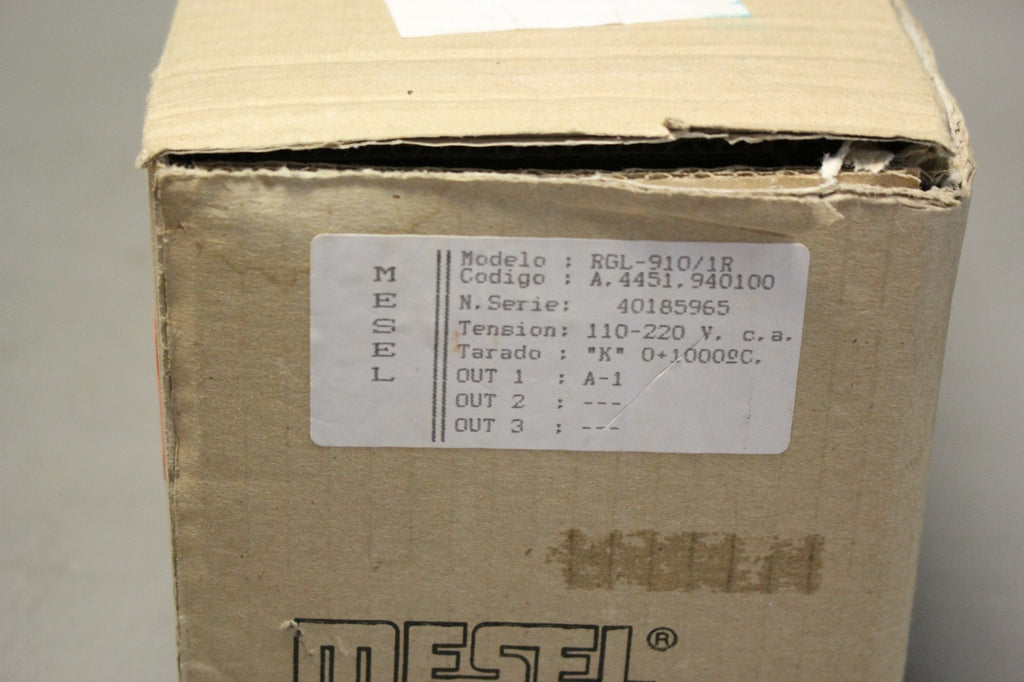 MESEL
Modelo : RGL-910/1R
Codigo : A.4451.940100
N.Serie: 40185965
Tension: 110-220 V. c.a.
Tarado : "K" 0+1000ºC.
OUT 1 : A-1
OUT 2 : ---
OUT 3 : ---
MESEL®